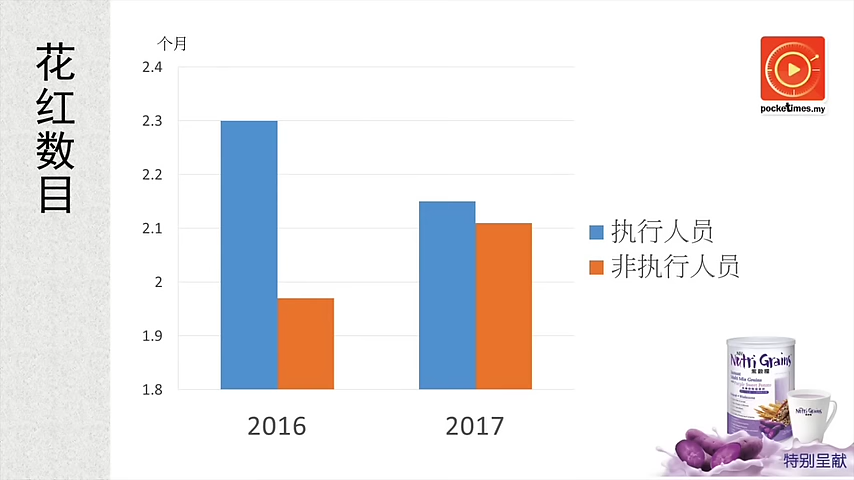 花红数目
个月
2.4
2.3
2.2
2.1
2
1.9
1.8
2016
2017
执行人员
非执行人员
pocketimes.my
Nutri Grains
Nutri Grains
特别呈献